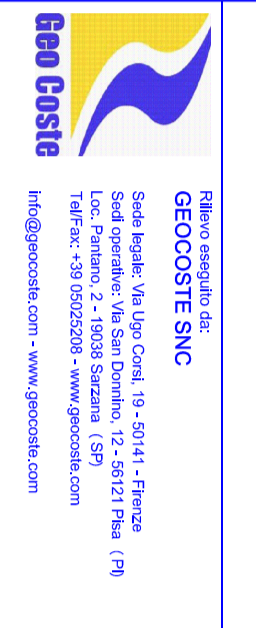 Geo Coste
Rilievo eseguito da:
GEOCOSTE SNC
Sede legale: Via Ugo Corsi, 19 - 50141 - Firenze
Sedi operative: Via San Donnino, 12 - 56121 Pisa ( PI)
Loc. Pantano, 2 - 19038 Sarzana ( SP)
Tel/Fax: +39 05025208 - www.geocoste.com
info@geocoste.com - www.geocoste.com